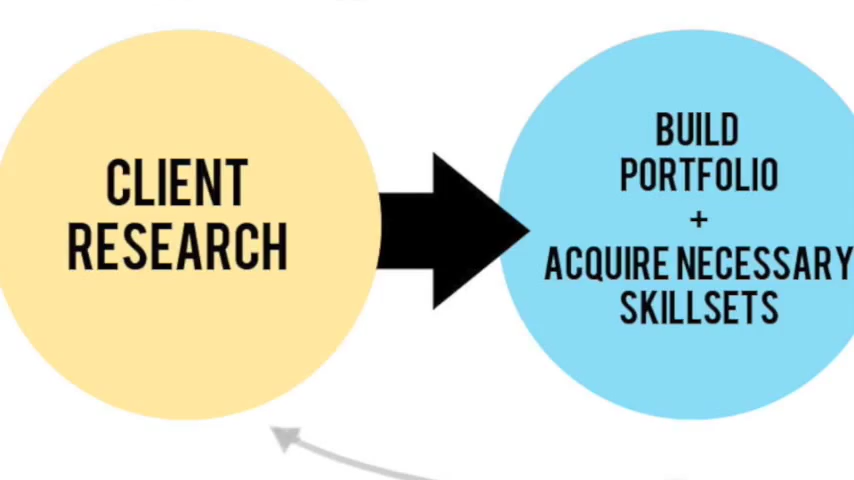 CLIENT
RESEARCH
BUILD
PORTFOLIO
+
ACQUIRE NECESSARY
SKILLSETS